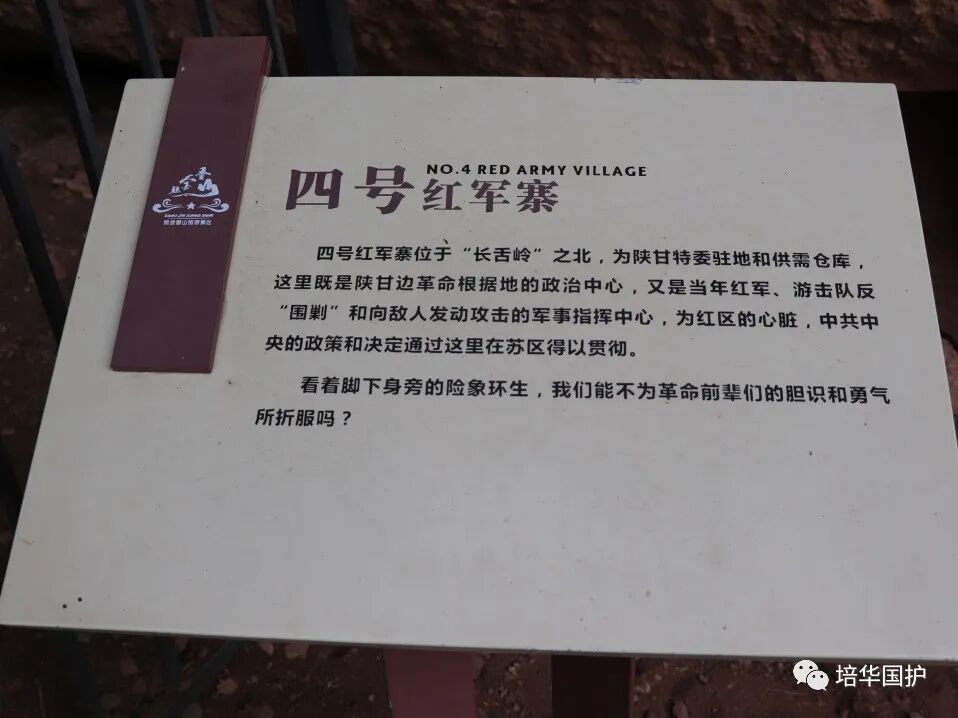 NO.4 RED ARMY VILLAGE
四号红军寨
四号红军寨位于“长舌岭”之北，为陕甘特委驻地和供需仓库，
这里既是陕甘边革命根据地的政治中心，又是当年红军、游击队反
“围剿”和向敌人发动攻击的军事指挥中心，为红区的心脏，中共中
央的政策和决定通过这里在苏区得以贯彻。
看着脚下身旁的险象环生，我们能不为革命前辈们的胆识和勇气
所折服吗？
照金香山
培华国护